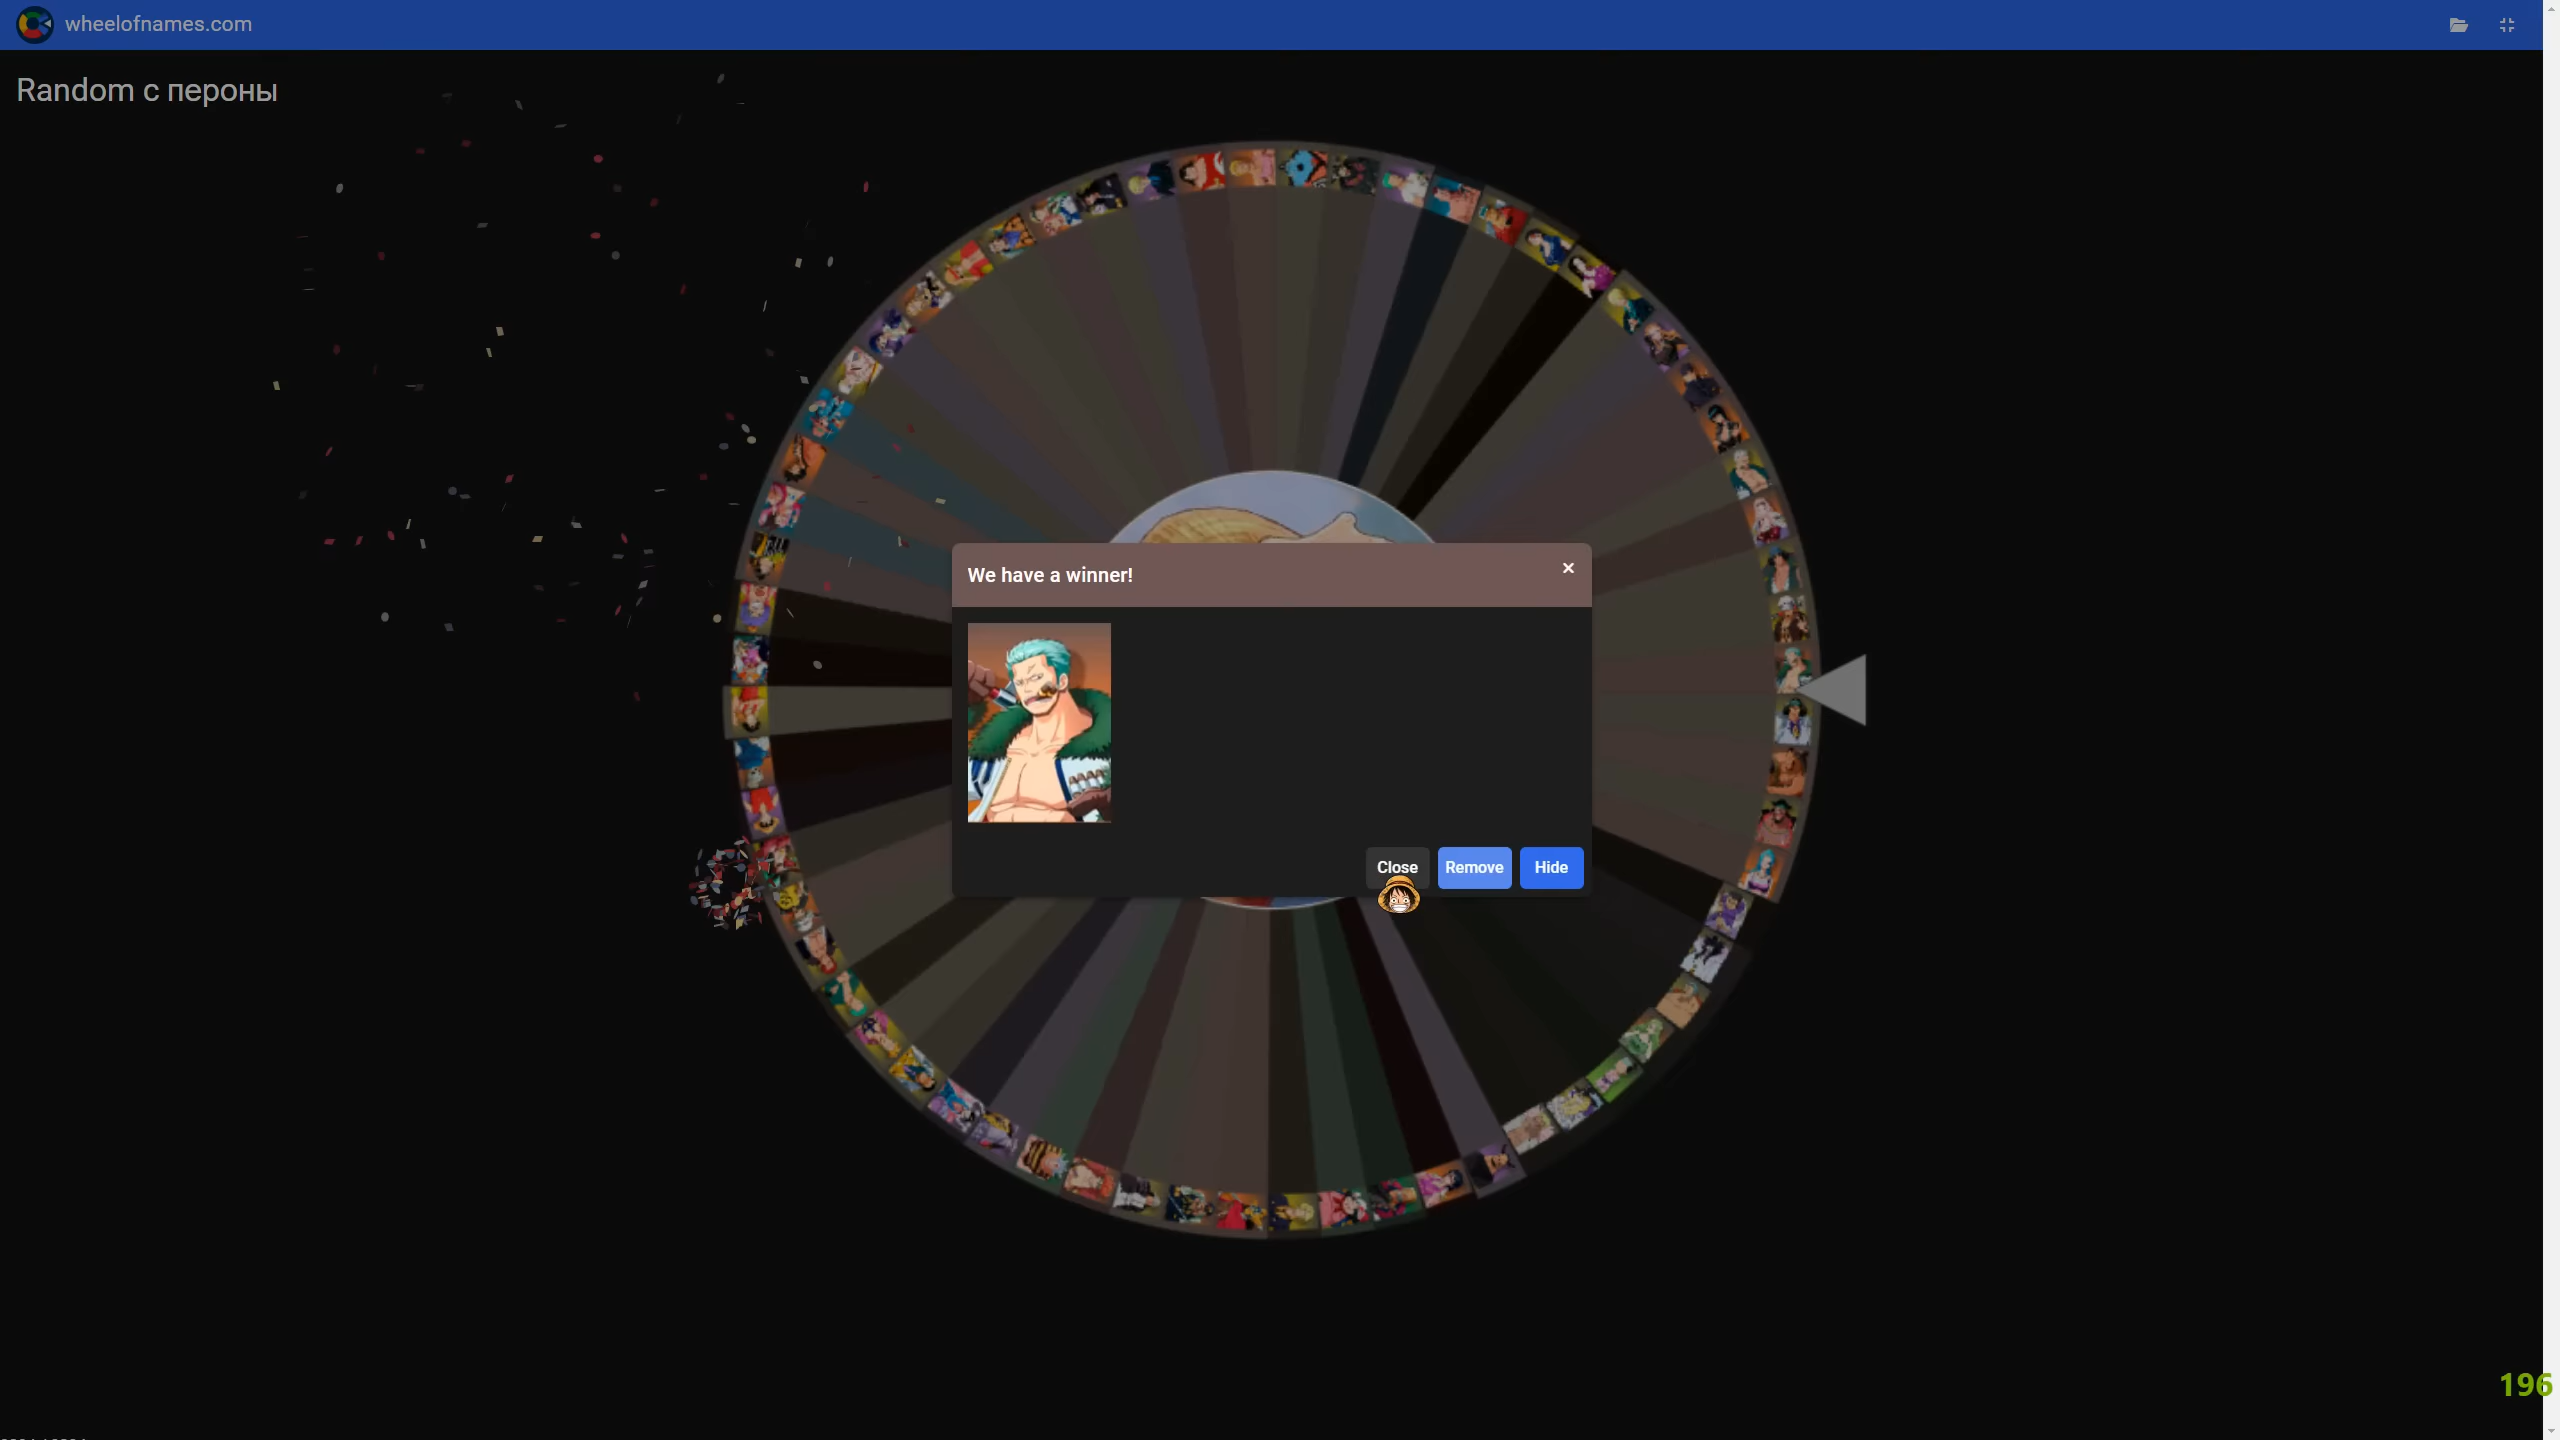 wheelofnames.com
Random с пероны
We have a winner!
×
Close
Remove
Hide
196